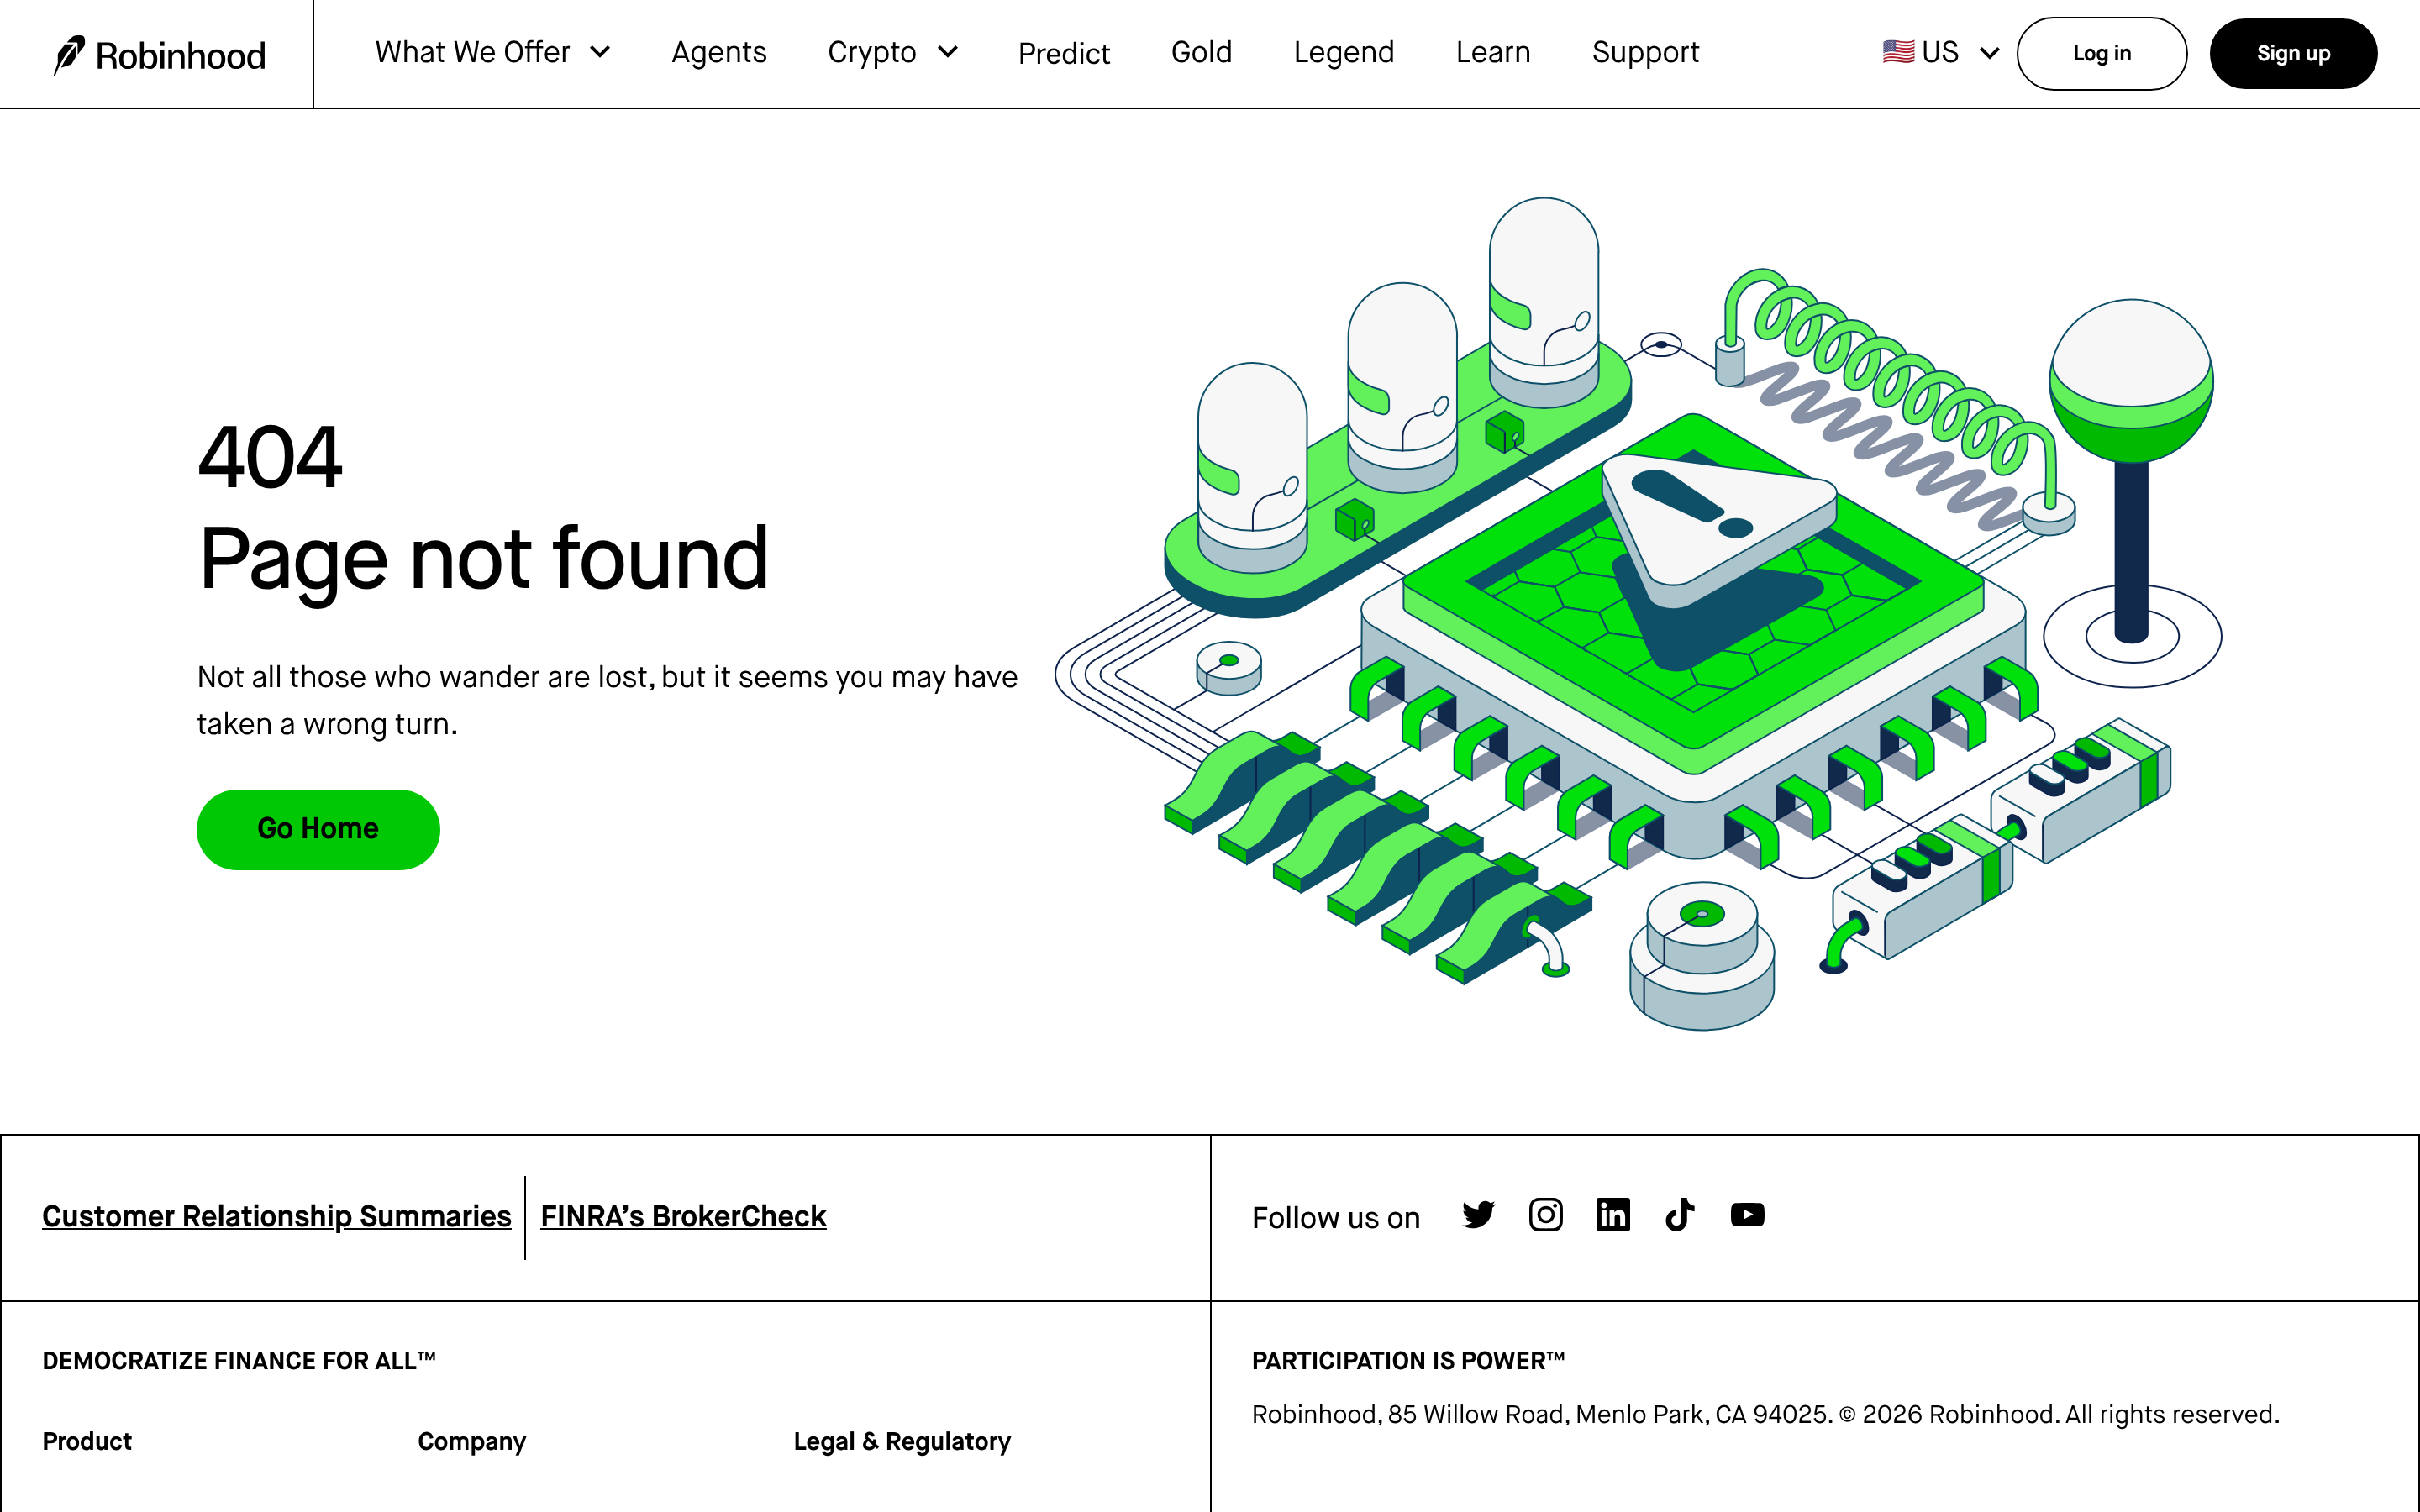 Robinhood
What We Offer
Agents
Crypto
Predict
Gold
Legend
Learn
Support
🇺🇸 US
Log in
Sign up
404
Page not found
Not all those who wander are lost, but it seems you may have
taken a wrong turn.
Go Home
Customer Relationship Summaries
FINRA’s BrokerCheck
Follow us on
DEMOCRATIZE FINANCE FOR ALL™
Product
Company
Legal & Regulatory
PARTICIPATION IS POWER™
Robinhood, 85 Willow Road, Menlo Park, CA 94025. © 2026 Robinhood. All rights reserved.